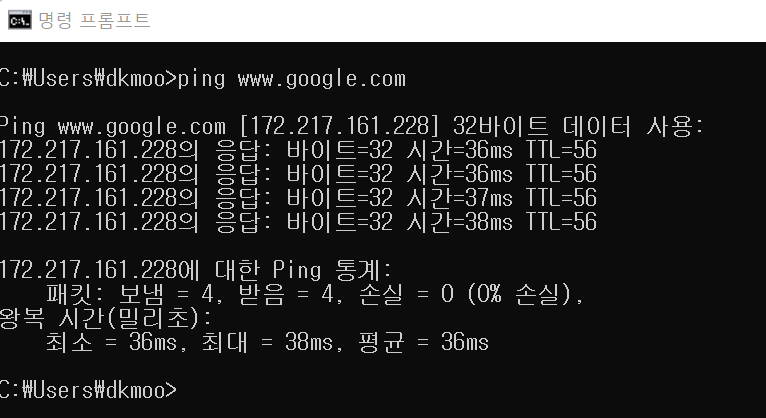 명령 프롬프트
C:₩Users₩dkmoo>ping www.google.com
Ping www.google.com [172.217.161.228] 32바이트 데이터 사용:
172.217.161.228의 응답: 바이트=32 시간=36ms TTL=56
172.217.161.228의 응답: 바이트=32 시간=36ms TTL=56
172.217.161.228의 응답: 바이트=32 시간=37ms TTL=56
172.217.161.228의 응답: 바이트=32 시간=38ms TTL=56
172.217.161.228에 대한 Ping 통계:
패킷: 보냄 = 4, 받음 = 4, 손실 = 0 (0% 손실),
왕복 시간(밀리초):
최소 = 36ms, 최대 = 38ms, 평균 = 36ms
C:₩Users₩dkmoo>